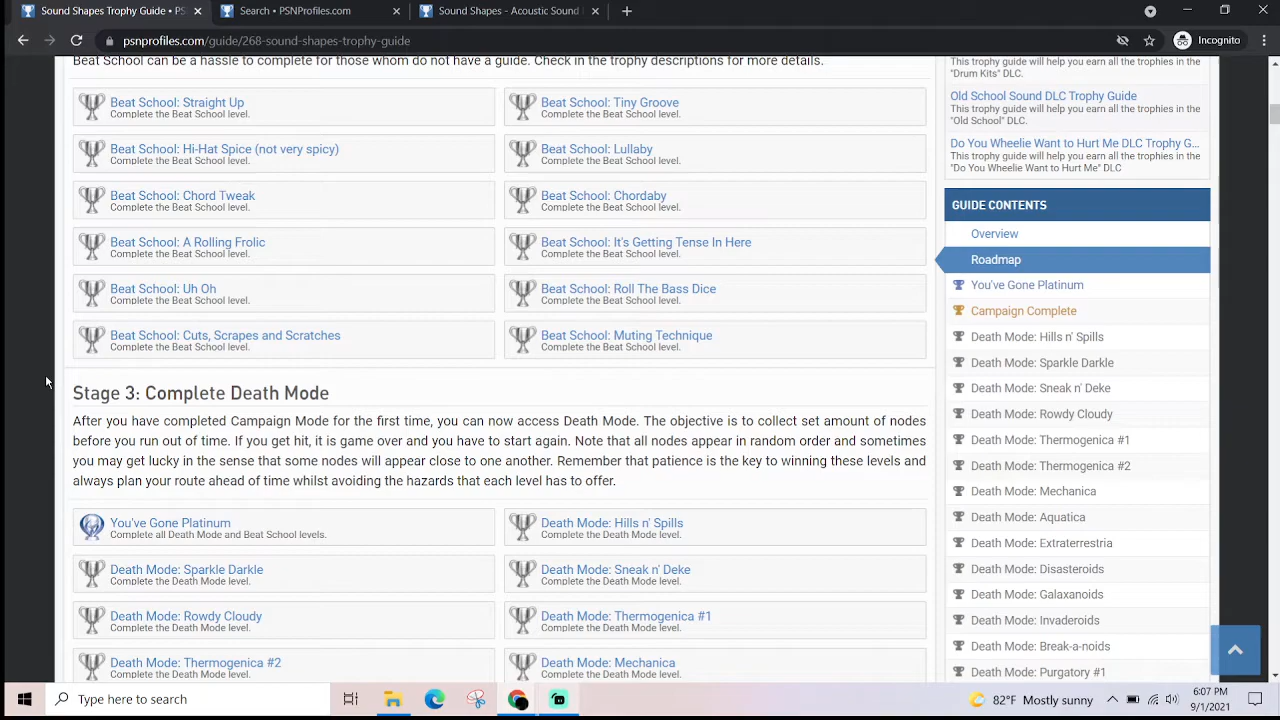 Sound Shapes Trophy Guide • PS
Search • PSNProfiles.com
Sound Shapes - Acoustic Sound
psnprofiles.com/guide/268-sound-shapes-trophy-guide
Incognito
Beat School can be a hassle to complete for those whom do not have a guide. Check in the trophy descriptions for more details.
Beat School: Straight Up
Complete the Beat School level.
Beat School: Tiny Groove
Complete the Beat School level.
Beat School: Hi-Hat Spice (not very spicy)
Complete the Beat School level.
Beat School: Lullaby
Complete the Beat School level.
Beat School: Chord Tweak
Complete the Beat School level.
Beat School: Chordaby
Complete the Beat School level.
Beat School: A Rolling Frolic
Complete the Beat School level.
Beat School: It's Getting Tense In Here
Complete the Beat School level.
Beat School: Uh Oh
Complete the Beat School level.
Beat School: Roll The Bass Dice
Complete the Beat School level.
Beat School: Cuts, Scrapes and Scratches
Complete the Beat School level.
Beat School: Muting Technique
Complete the Beat School level.
Stage 3: Complete Death Mode
After you have completed Campaign Mode for the first time, you can now access Death Mode. The objective is to collect set amount of nodes
before you run out of time. If you get hit, it is game over and you have to start again. Note that all nodes appear in random order and sometimes
you may get lucky in the sense that some nodes will appear close to one another. Remember that patience is the key to winning these levels and
always plan your route ahead of time whilst avoiding the hazards that each level has to offer.
You've Gone Platinum
Complete all Death Mode and Beat School levels.
Death Mode: Hills n' Spills
Complete the Death Mode level.
Death Mode: Sparkle Darkle
Complete the Death Mode level.
Death Mode: Sneak n' Deke
Complete the Death Mode level.
Death Mode: Rowdy Cloudy
Complete the Death Mode level.
Death Mode: Thermogenica #1
Complete the Death Mode level.
Death Mode: Thermogenica #2
Complete the Death Mode level.
Death Mode: Mechanica
Complete the Death Mode level.
This trophy guide will help you earn all the trophies in the
"Drum Kits" DLC.
Old School Sound DLC Trophy Guide
This trophy guide will help you earn all the trophies in the
"Old School" DLC.
Do You Wheelie Want to Hurt Me DLC Trophy G...
This trophy guide will help you earn all the trophies in the
"Do You Wheelie Want to Hurt Me" DLC
GUIDE CONTENTS
Overview
Roadmap
You've Gone Platinum
Campaign Complete
Death Mode: Hills n' Spills
Death Mode: Sparkle Darkle
Death Mode: Sneak n' Deke
Death Mode: Rowdy Cloudy
Death Mode: Thermogenica #1
Death Mode: Thermogenica #2
Death Mode: Mechanica
Death Mode: Aquatica
Death Mode: Extraterrestria
Death Mode: Disasteroids
Death Mode: Galaxanoids
Death Mode: Invaderoids
Death Mode: Break-a-noids
Death Mode: Purgatory #1
Type here to search
82°F Mostly sunny
6:07 PM
9/1/2021